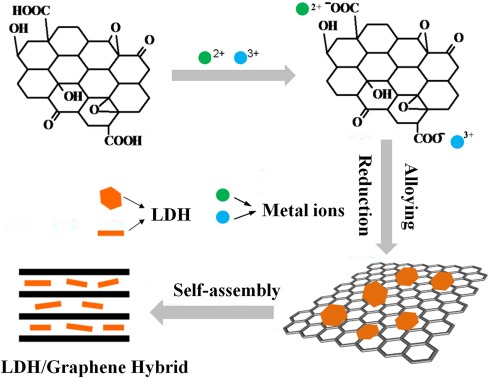 HOOC
OH
O
O
OH
O
O
COOH
2+ 3+
2+ ⁻OOC
OH
O
O
OH
O
O
COO⁻ 3+
Alloying
Reduction
LDH
Metal ions
Self-assembly
LDH/Graphene Hybrid